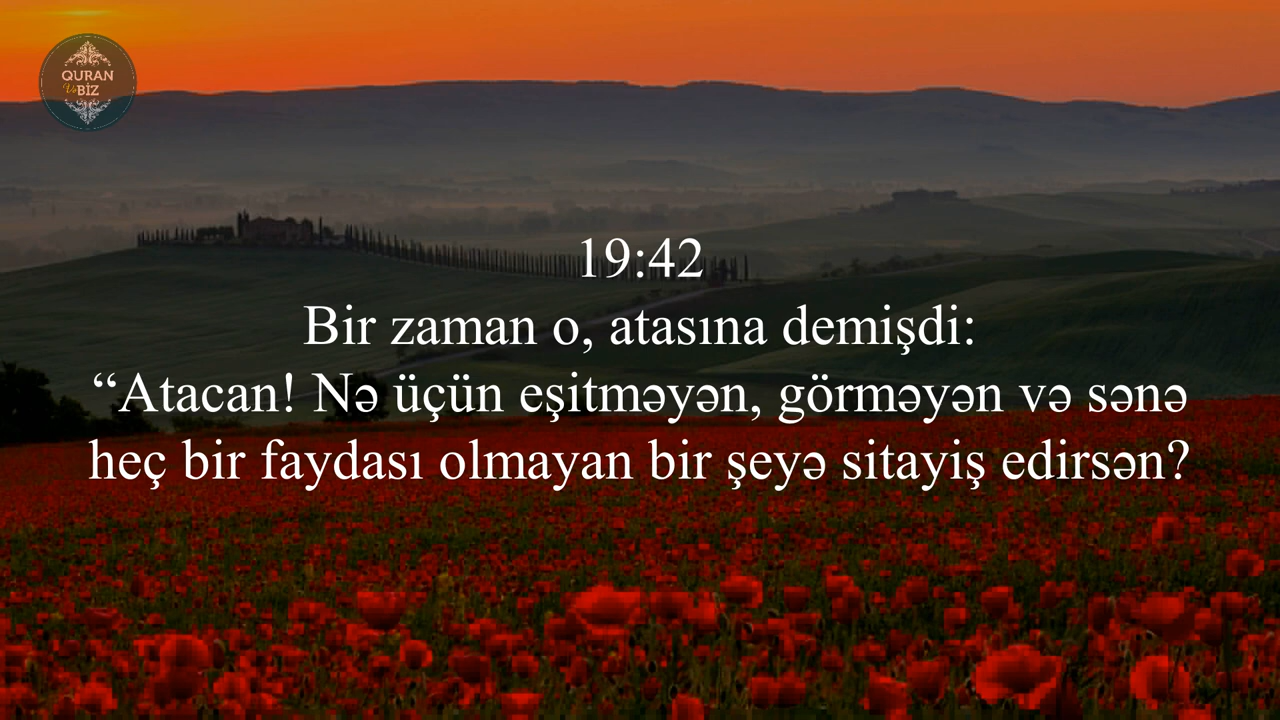 QURAN
Və BİZ
19:42
Bir zaman o, atasına demişdi:
“Atacan! Nə üçün eşitməyən, görməyən və sənə
heç bir faydası olmayan bir şeyə sitayiş edirsən?